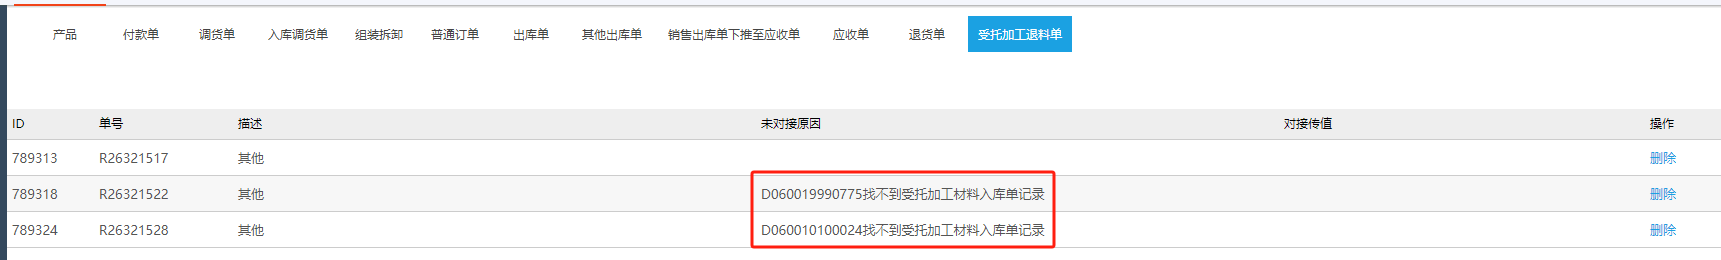 产品 付款单 调货单 入库调货单 组装拆卸 普通订单 出库单 其他出库单 销售出库单下推至应收单 应收单 退货单 受托加工退料单
ID 单号 描述 未对接原因 对接传值 操作
789313 R26321517 其他 删除
789318 R26321522 其他 D060019990775找不到受托加工材料入库单记录 删除
789324 R26321528 其他 D060010100024找不到受托加工材料入库单记录 删除